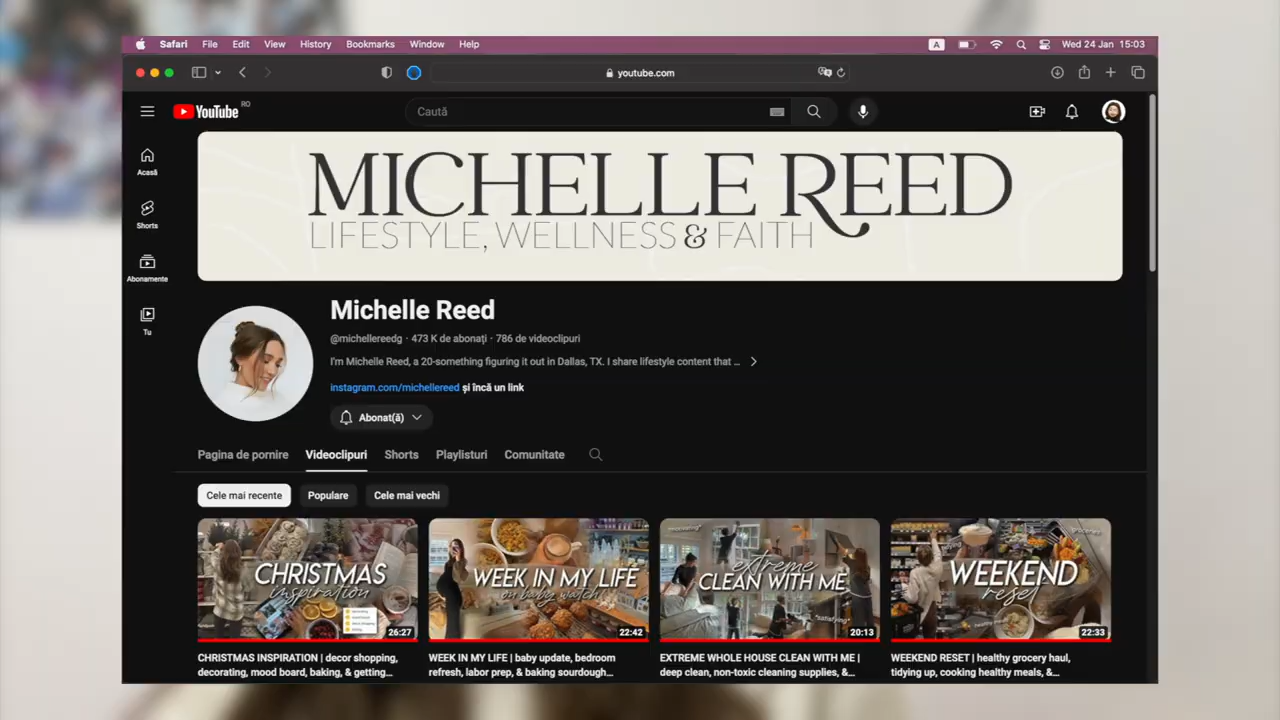 Safari File Edit View History Bookmarks Window Help A Wed 24 Jan 15:03
youtube.com
YouTube RO
Caută
Acasă
Shorts
Abonamente
Tu
MICHELLE REED
LIFESTYLE, WELLNESS & FAITH
Michelle Reed
@michellereedg · 473 K de abonați · 786 de videoclipuri
I'm Michelle Reed, a 20-something figuring it out in Dallas, TX. I share lifestyle content that ...
instagram.com/michellereed și încă un link
Abonat(ă)
Pagina de pornire Videoclipuri Shorts Playlisturi Comunitate
Cele mai recente Populare Cele mai vechi
CHRISTMAS
inspiration
26:27
WEEK IN MY LIFE
on baby watch!
22:42
extreme
CLEAN WITH ME
*satisfying*
20:13
WEEKEND
reset
22:33
CHRISTMAS INSPIRATION | decor shopping,
decorating, mood board, baking, & getting...
WEEK IN MY LIFE | baby update, bedroom
refresh, labor prep, & baking sourdough...
EXTREME WHOLE HOUSE CLEAN WITH ME |
deep clean, non-toxic cleaning supplies, &...
WEEKEND RESET | healthy grocery haul,
tidying up, cooking healthy meals, &...